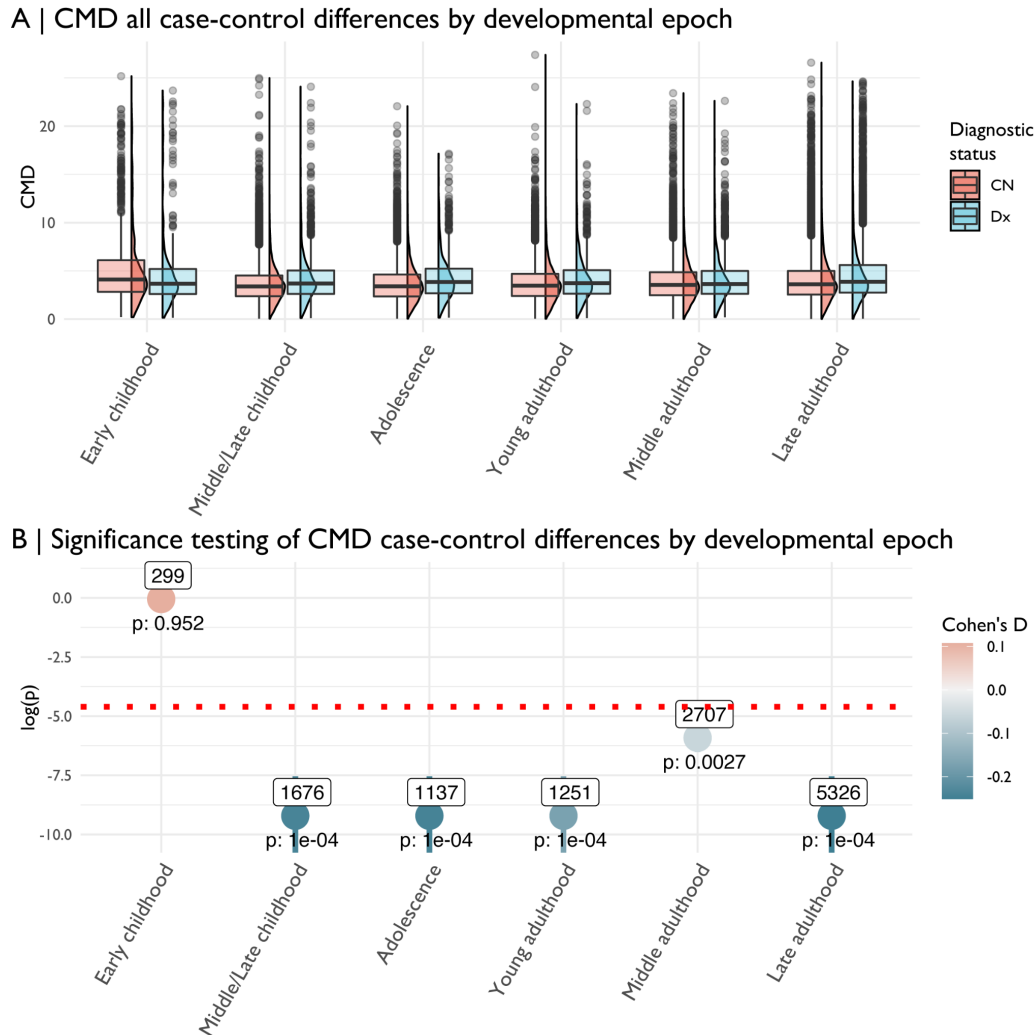 A | CMD all case-control differences by developmental epoch
CMD
20
10
0
Early childhood
Middle/Late childhood
Adolescence
Young adulthood
Middle adulthood
Late adulthood
Diagnostic
status
CN
Dx
B | Significance testing of CMD case-control differences by developmental epoch
log(p)
0.0
-2.5
-5.0
-7.5
-10.0
299
p: 0.952
1676
p: 1e-04
1137
p: 1e-04
1251
p: 1e-04
2707
p: 0.0027
5326
p: 1e-04
Early childhood
Middle/Late childhood
Adolescence
Young adulthood
Middle adulthood
Late adulthood
Cohen's D
0.1
0.0
-0.1
-0.2